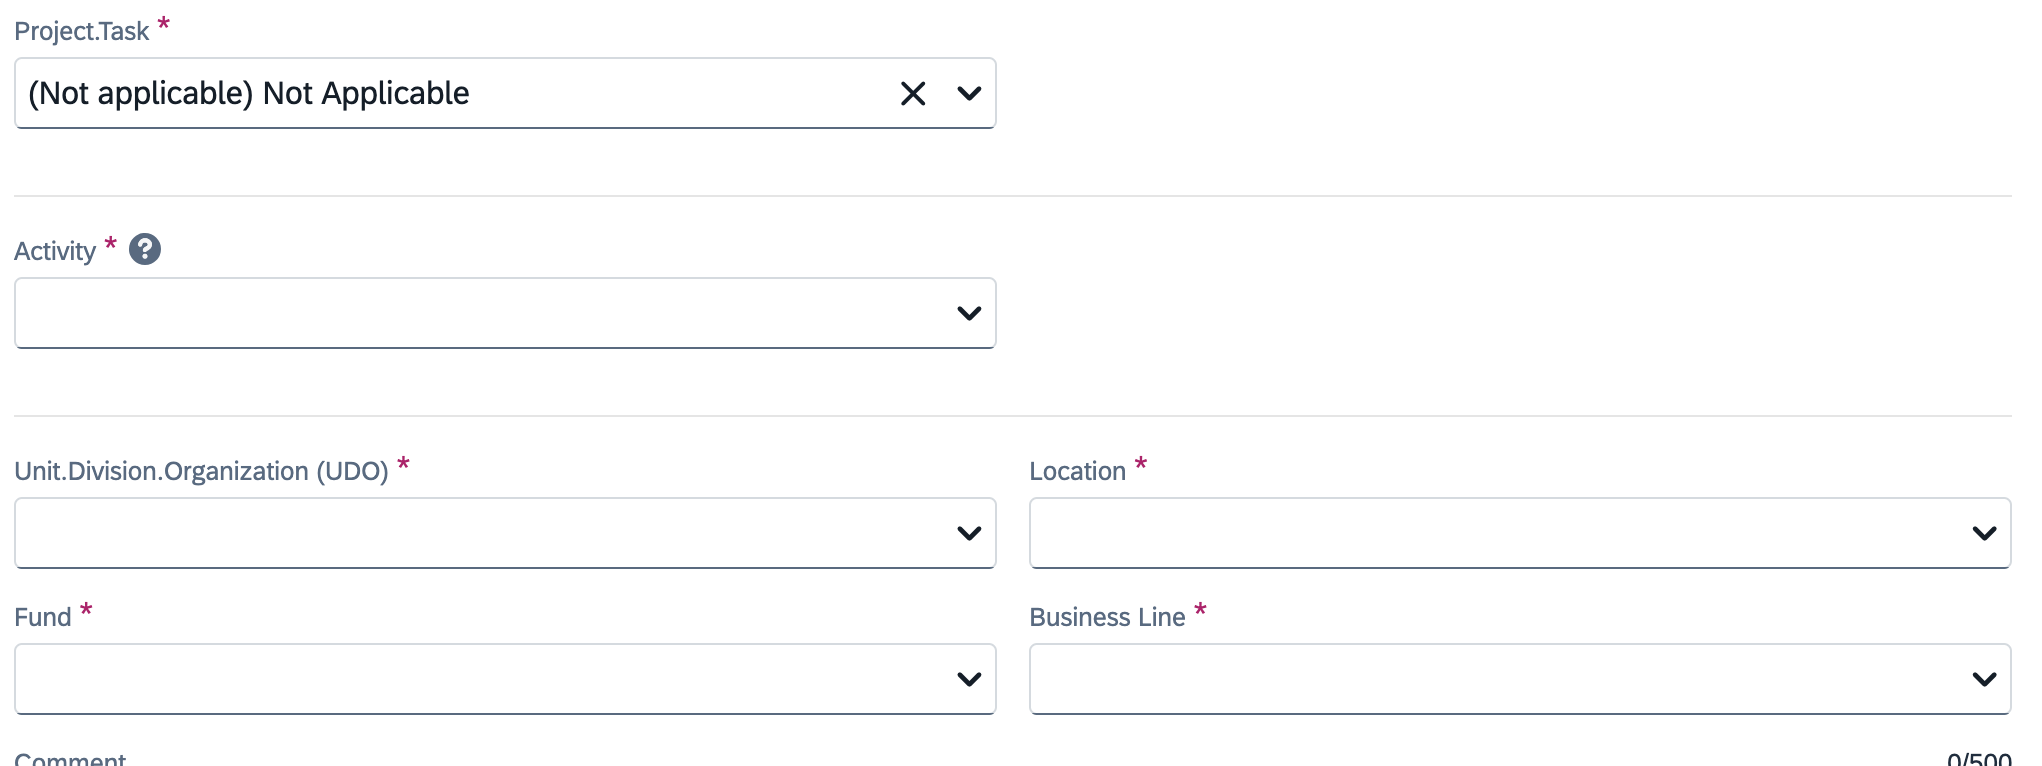 Project.Task *
(Not applicable) Not Applicable
Activity * ?
Unit.Division.Organization (UDO) *
Location *
Fund *
Business Line *
Comment
0/500